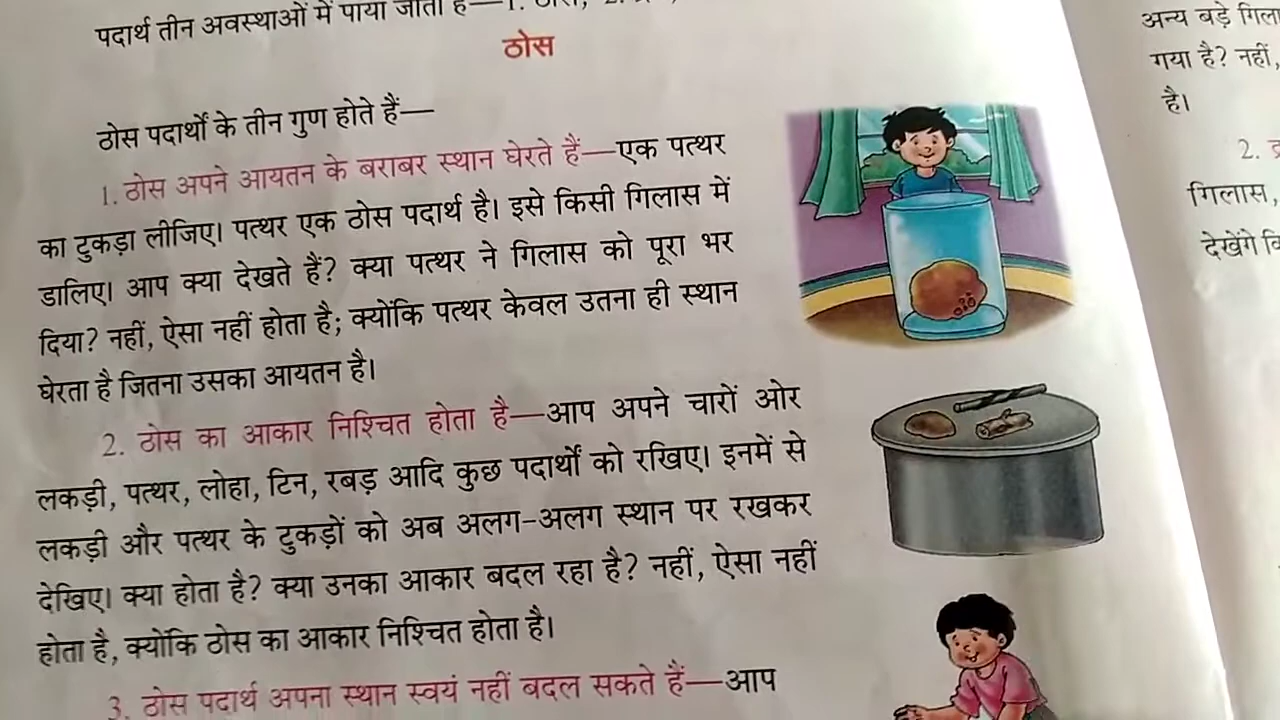 पदार्थ तीन अवस्थाओं में पाया जाता है—1. ठोस, 2.
ठोस
ठोस पदार्थों के तीन गुण होते हैं—
1. ठोस अपने आयतन के बराबर स्थान घेरते हैं—एक पत्थर
का टुकड़ा लीजिए। पत्थर एक ठोस पदार्थ है। इसे किसी गिलास में
डालिए। आप क्या देखते हैं? क्या पत्थर ने गिलास को पूरा भर
दिया? नहीं, ऐसा नहीं होता है; क्योंकि पत्थर केवल उतना ही स्थान
घेरता है जितना उसका आयतन है।
2. ठोस का आकार निश्चित होता है—आप अपने चारों ओर
लकड़ी, पत्थर, लोहा, टिन, रबड़ आदि कुछ पदार्थों को रखिए। इनमें से
लकड़ी और पत्थर के टुकड़ों को अब अलग-अलग स्थान पर रखकर
देखिए। क्या होता है? क्या उनका आकार बदल रहा है? नहीं, ऐसा नहीं
होता है, क्योंकि ठोस का आकार निश्चित होता है।
3. ठोस पदार्थ अपना स्थान स्वयं नहीं बदल सकते हैं—आप
अन्य बड़े
गया है? नहीं,
है।
2.
गिलास,
देखेंगे